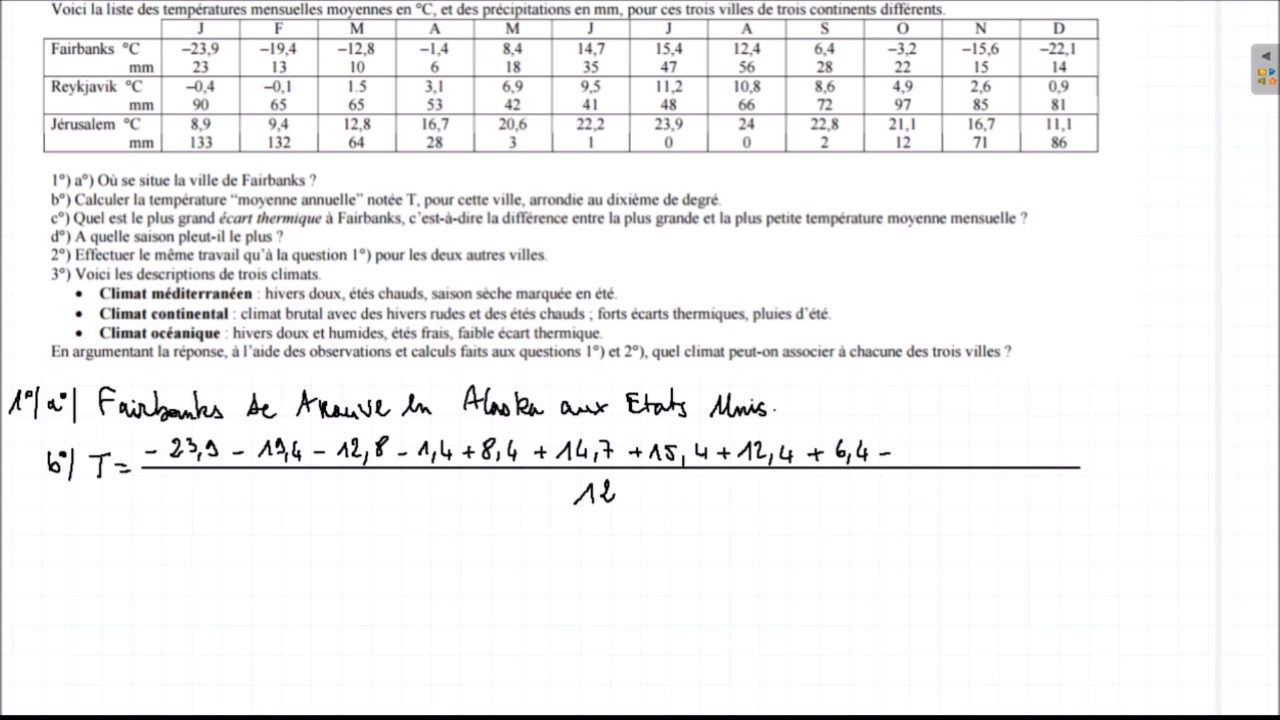 Voici la liste des températures mensuelles moyennes en °C, et des précipitations en mm, pour ces trois villes de trois continents différents.
J F M A M J J A S O N D
Fairbanks °C –23,9 –19,4 –12,8 –1,4 8,4 14,7 15,4 12,4 6,4 –3,2 –15,6 –22,1
mm 23 13 10 6 18 35 47 56 28 22 15 14
Reykjavik °C –0,4 –0,1 1.5 3,1 6,9 9,5 11,2 10,8 8,6 4,9 2,6 0,9
mm 90 65 65 53 42 41 48 66 72 97 85 81
Jérusalem °C 8,9 9,4 12,8 16,7 20,6 22,2 23,9 24 22,8 21,1 16,7 11,1
mm 133 132 64 28 3 1 0 0 2 12 71 86
1°) a°) Où se situe la ville de Fairbanks ?
b°) Calculer la température “moyenne annuelle” notée T, pour cette ville, arrondie au dixième de degré.
c°) Quel est le plus grand écart thermique à Fairbanks, c’est-à-dire la différence entre la plus grande et la plus petite température moyenne mensuelle ?
d°) A quelle saison pleut-il le plus ?
2°) Effectuer le même travail qu’à la question 1°) pour les deux autres villes.
3°) Voici les descriptions de trois climats.
• Climat méditerranéen : hivers doux, étés chauds, saison sèche marquée en été.
• Climat continental : climat brutal avec des hivers rudes et des étés chauds ; forts écarts thermiques, pluies d’été.
• Climat océanique : hivers doux et humides, étés frais, faible écart thermique.
En argumentant la réponse, à l’aide des observations et calculs faits aux questions 1°) et 2°), quel climat peut-on associer à chacune des trois villes ?
1°/ a°/ Fairbanks se trouve en Alaska aux Etats Unis.
b°/ T = - 23,9 - 19,4 - 12,8 - 1,4 + 8,4 + 14,7 + 15,4 + 12,4 + 6,4 -
12